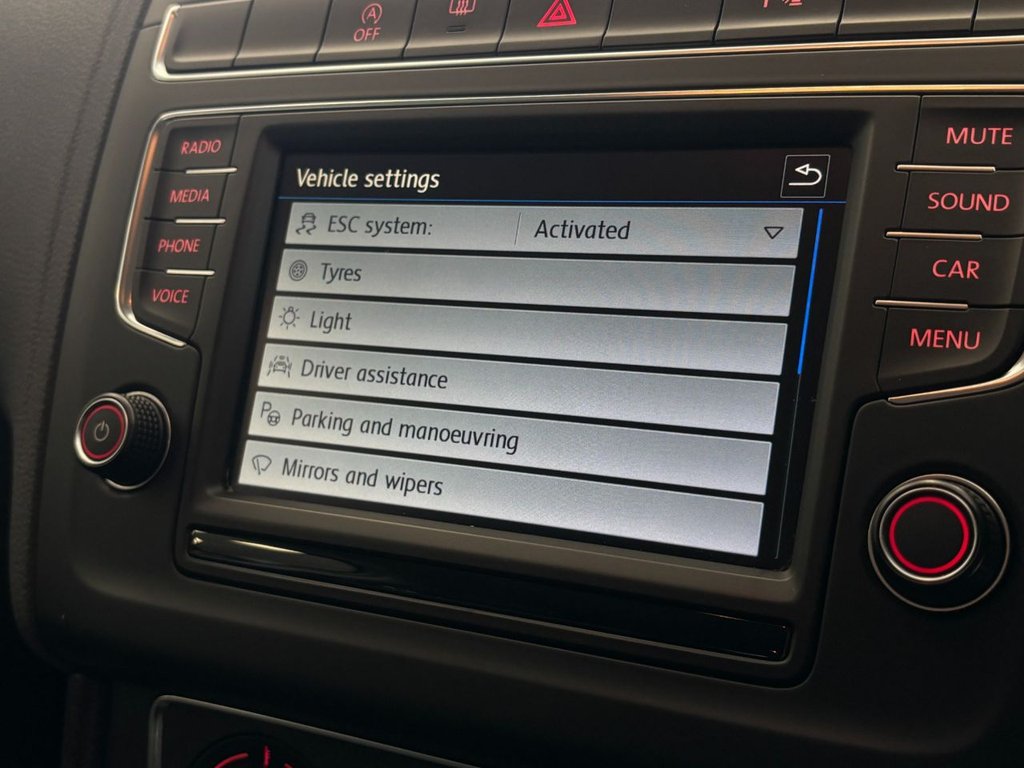 OFF
RADIO
MEDIA
PHONE
VOICE
Vehicle settings
ESC system: Activated
Tyres
Light
Driver assistance
Parking and manoeuvring
Mirrors and wipers
MUTE
SOUND
CAR
MENU